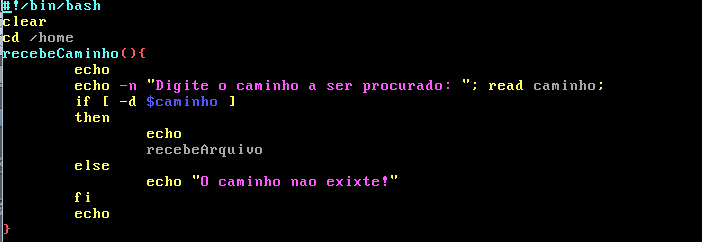 #!/bin/bash
clear
cd /home
recebeCaminho(){
echo
echo -n "Digite o caminho a ser procurado: "; read caminho;
if [ -d $caminho ]
then
echo
recebeArquivo
else
echo "O caminho nao exixte!"
fi
echo
}